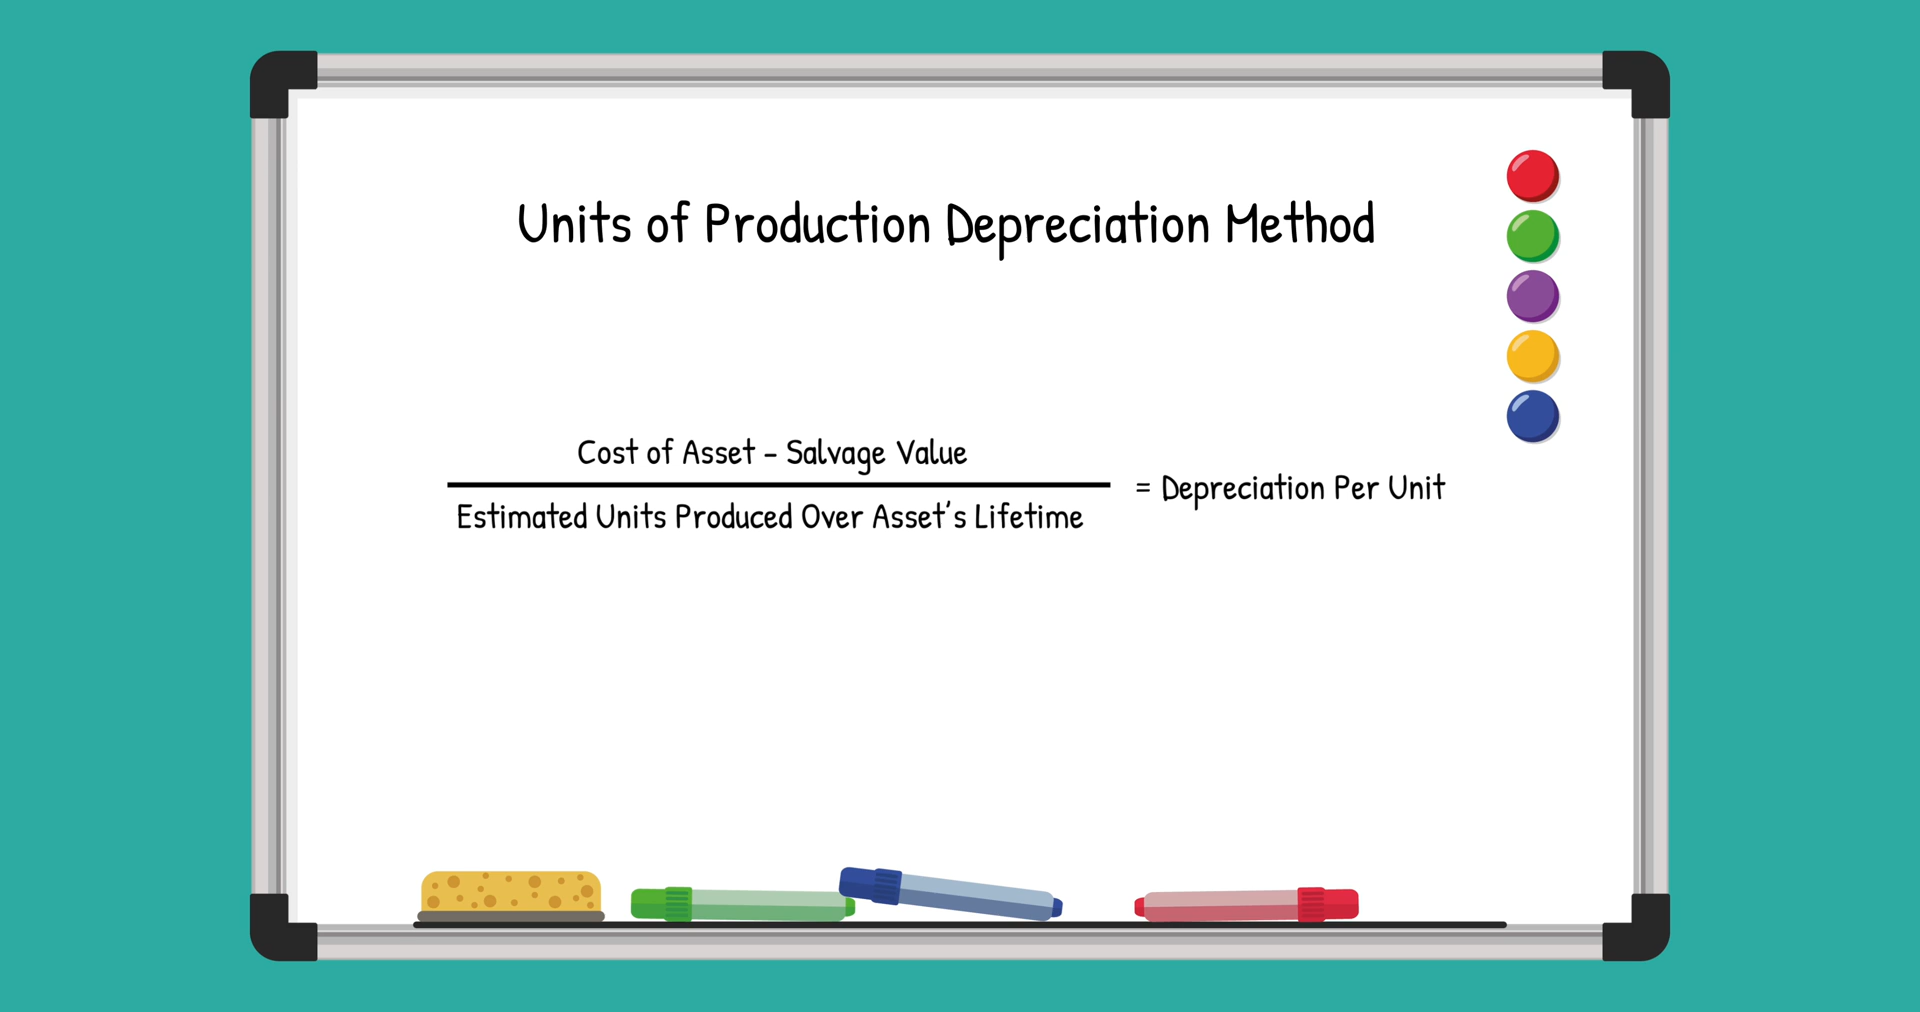 Units of Production Depreciation Method
Cost of Asset - Salvage Value
Estimated Units Produced Over Asset's Lifetime
= Depreciation Per Unit